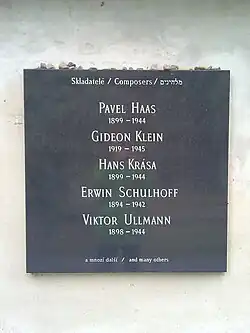 Skladatelé / Composers / מלחינים
PAVEL HAAS
1899 – 1944
GIDEON KLEIN
1919 – 1945
HANS KRÁSA
1899 – 1944
ERWIN SCHULHOFF
1894 – 1942
VIKTOR ULLMANN
1898 – 1944
a mnozí další / and many others